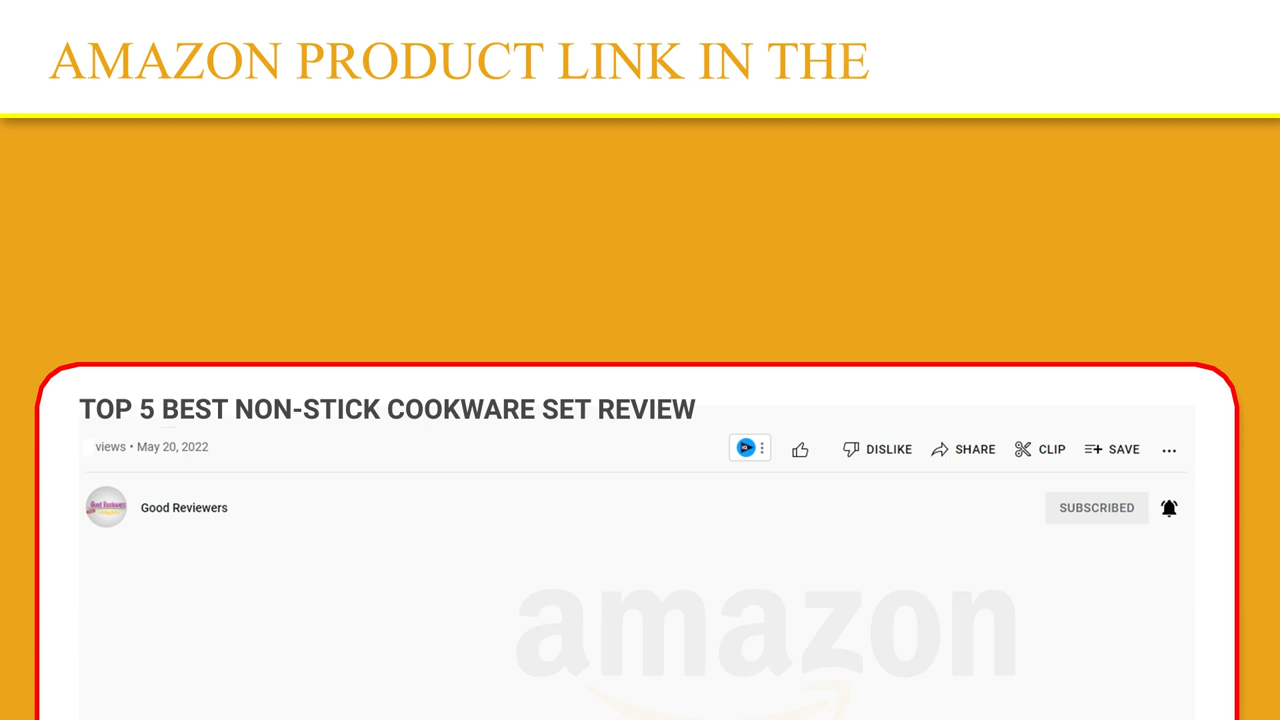 AMAZON PRODUCT LINK IN THE
TOP 5 BEST NON-STICK COOKWARE SET REVIEW
views • May 20, 2022
DISLIKE SHARE CLIP SAVE
Good Reviewers
SUBSCRIBED
amazon